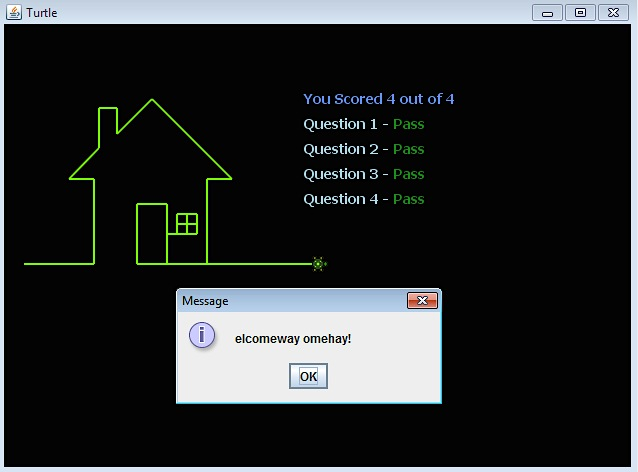 Turtle
You Scored 4 out of 4
Question 1 - Pass
Question 2 - Pass
Question 3 - Pass
Question 4 - Pass
Message
elcomeway omehay!
OK